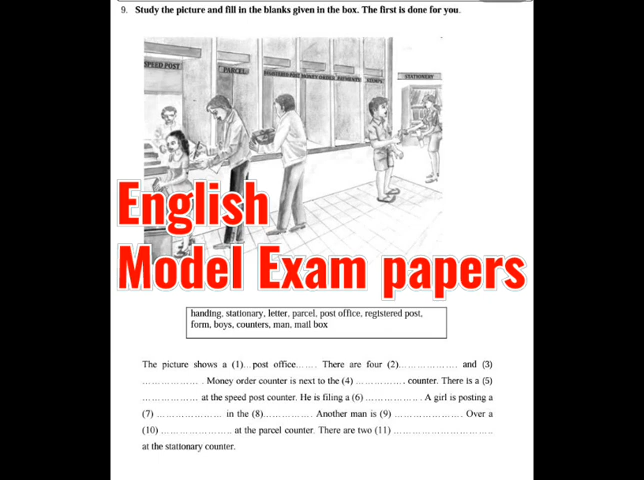 9. Study the picture and fill in the blanks given in the box. The first is done for you.
SPEED POST
PARCEL
REGISTERED POST MONEY ORDER PAYMENTS STAMPS
STATIONERY
English
Model Exam papers
handing, stationary, letter, parcel, post office, registered post,
form, boys, counters, man, mail box
The picture shows a (1)...post office....... There are four (2).................... and (3)
.................... . Money order counter is next to the (4) ................. counter. There is a (5)
.................... at the speed post counter. He is filing a (6) .................... . A girl is posting a
(7) ....................... in the (8)................. Another man is (9) ........................ Over a
(10) ......................... at the parcel counter. There are two (11) ...................................
at the stationary counter.